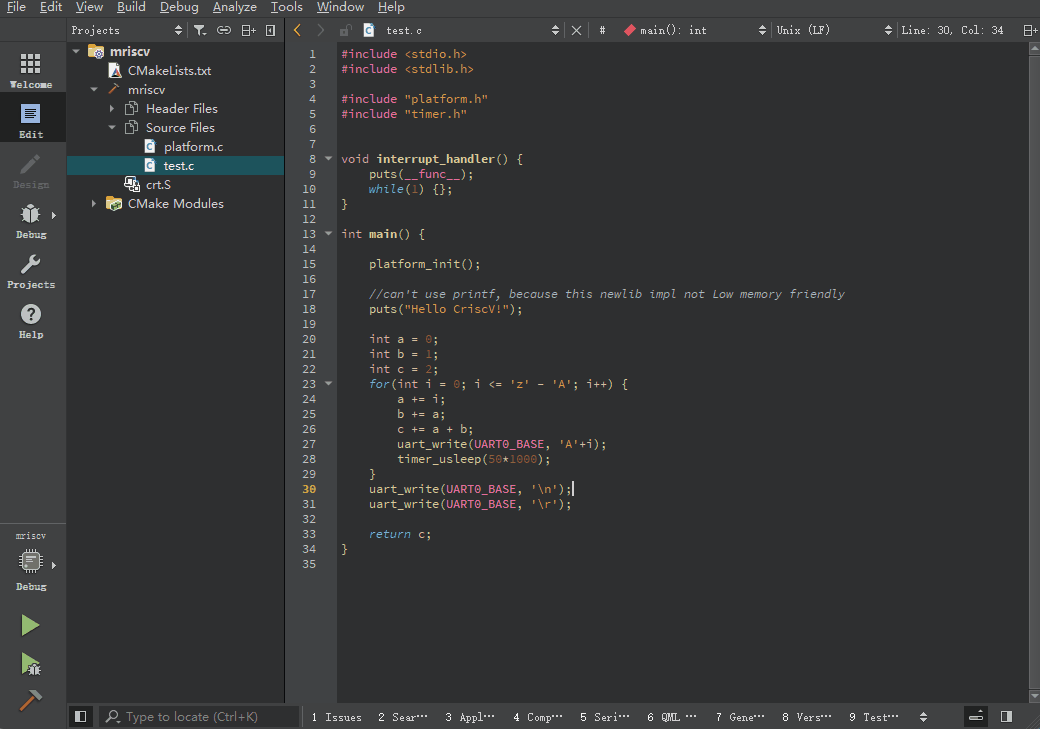 File Edit View Build Debug Analyze Tools Window Help
Projects test.c # main(): int Unix (LF) Line: 30, Col: 34
Welcome
Edit
Design
Debug
Projects
Help
mriscv
Debug
mriscv
CMakeLists.txt
mriscv
Header Files
Source Files
platform.c
test.c
crt.S
CMake Modules
1 #include <stdio.h>
2 #include <stdlib.h>
3
4 #include "platform.h"
5 #include "timer.h"
6
7
8 void interrupt_handler() {
9 puts(__func__);
10 while(1) {};
11 }
12
13 int main() {
14
15 platform_init();
16
17 //can't use printf, because this newlib impl not Low memory friendly
18 puts("Hello CriscV!");
19
20 int a = 0;
21 int b = 1;
22 int c = 2;
23 for(int i = 0; i <= 'z' - 'A'; i++) {
24 a += i;
25 b += a;
26 c += a + b;
27 uart_write(UART0_BASE, 'A'+i);
28 timer_usleep(50*1000);
29 }
30 uart_write(UART0_BASE, '\n');
31 uart_write(UART0_BASE, '\r');
32
33 return c;
34 }
35
Type to locate (Ctrl+K) 1 Issues 2 Sear··· 3 Appl··· 4 Comp··· 5 Seri··· 6 QML ··· 7 Gene··· 8 Vers··· 9 Test···